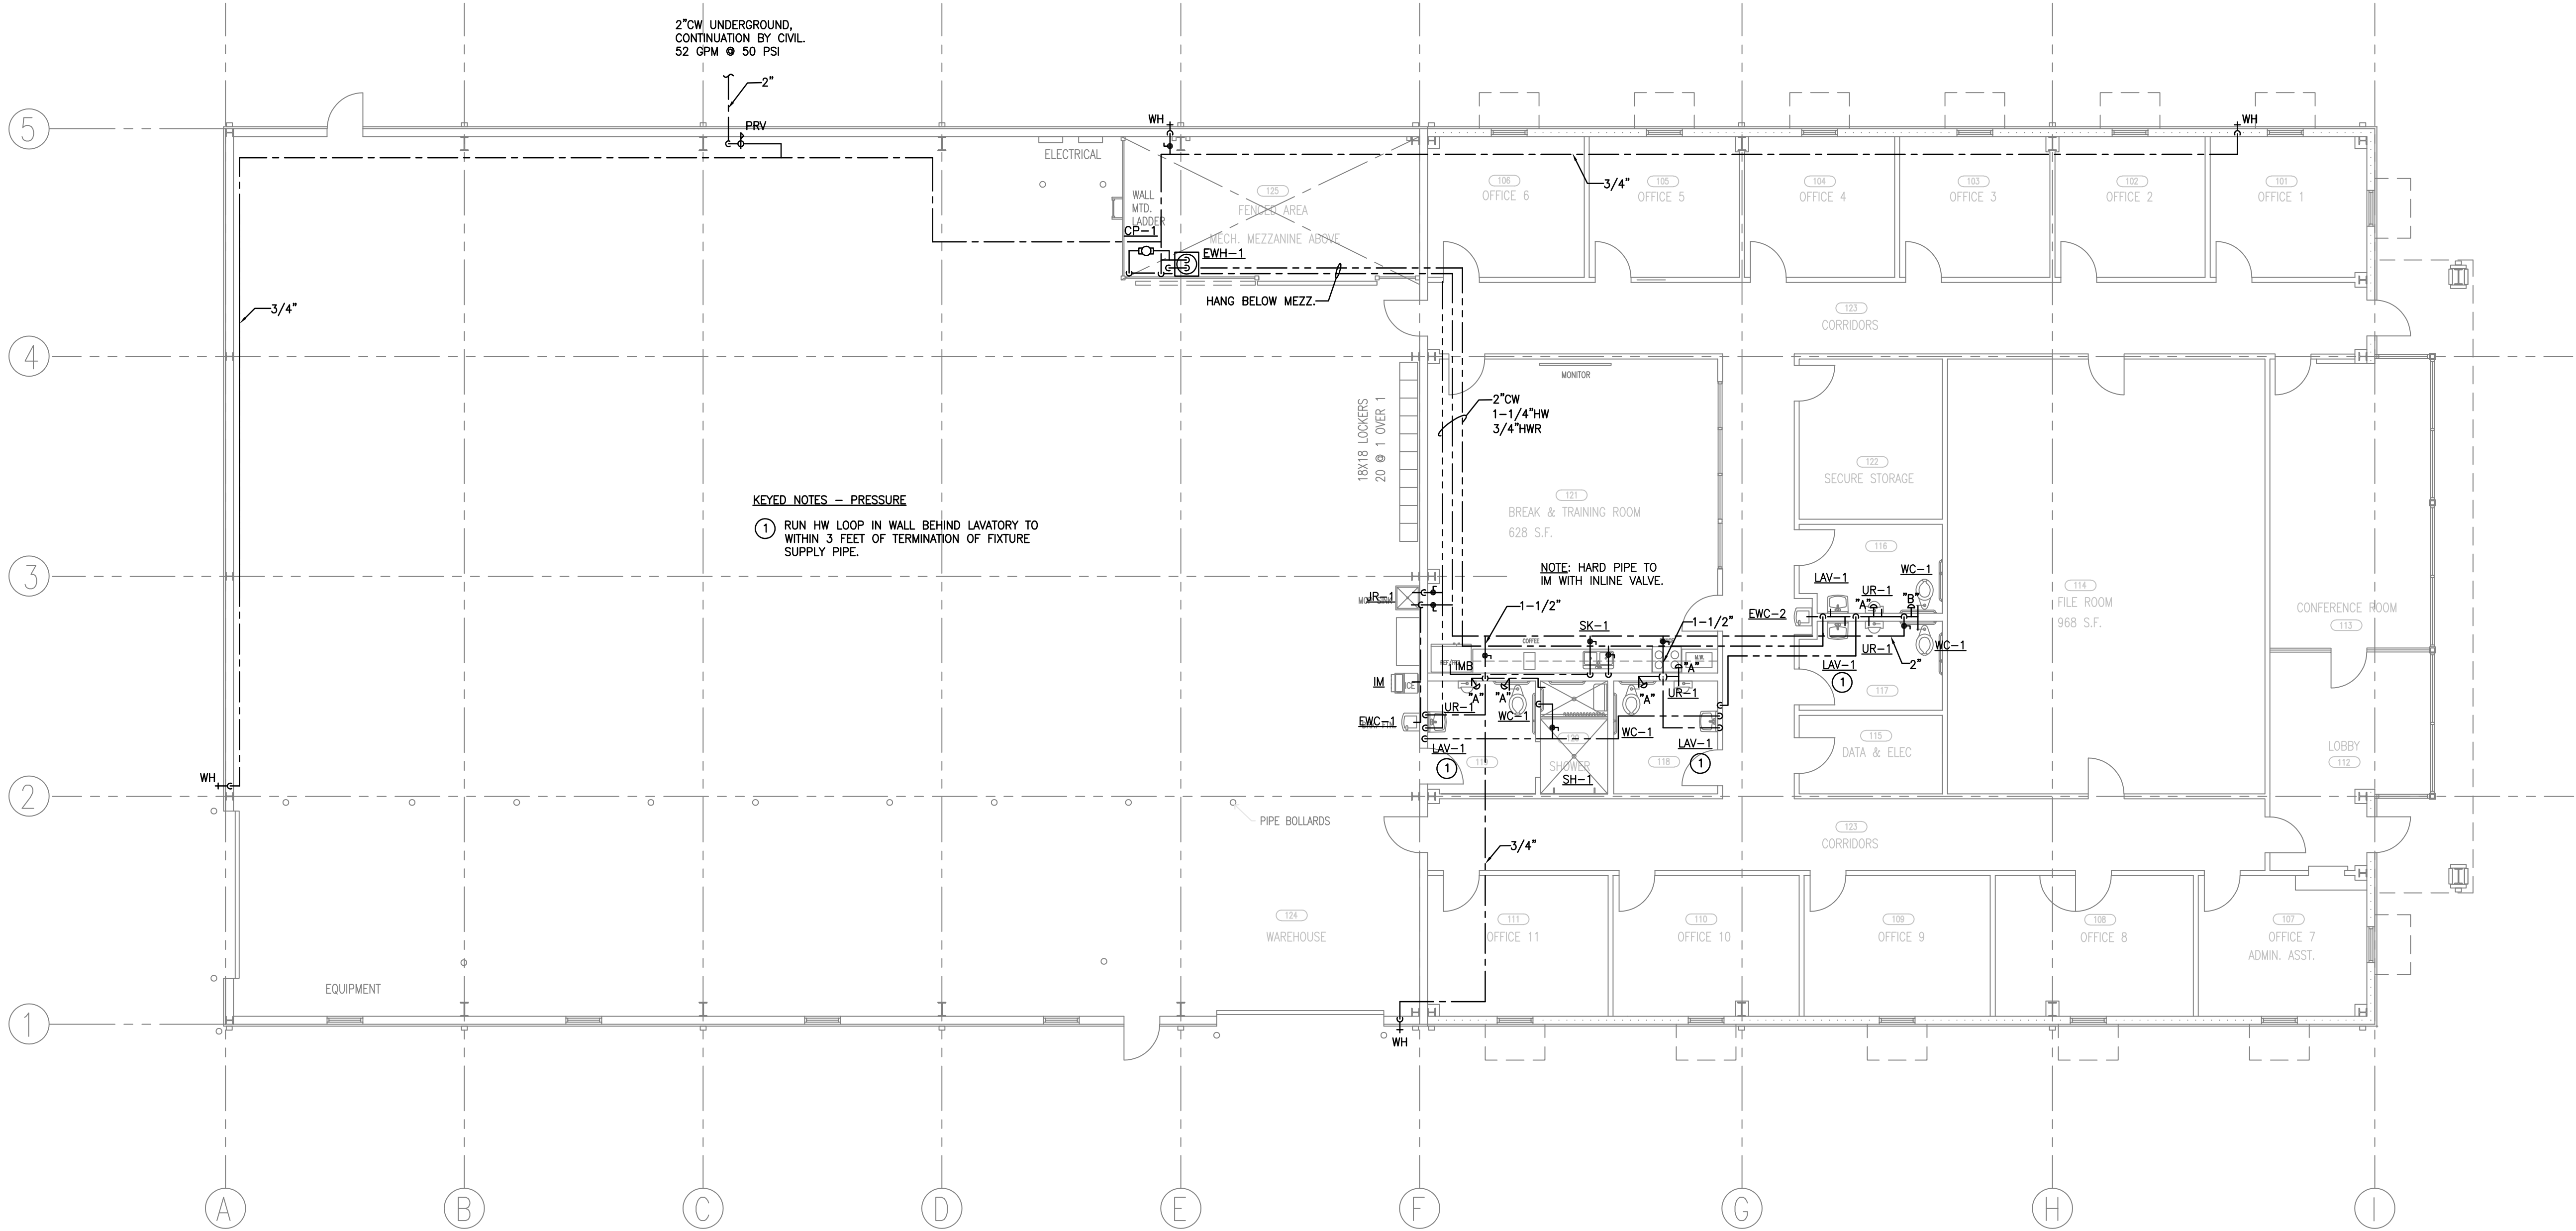 2"CW UNDERGROUND,
CONTINUATION BY CIVIL.
52 GPM @ 50 PSI
2"
5
PRV
WH
WH
ELECTRICAL
WALL
MTD.
LADDER
125
FENCED AREA
MECH. MEZZANINE ABOVE
CP-1
EWH-1
HANG BELOW MEZZ.
3/4"
106
OFFICE 6
105
OFFICE 5
104
OFFICE 4
103
OFFICE 3
102
OFFICE 2
101
OFFICE 1
3/4"
123
CORRIDORS
4
MONITOR
18X18 LOCKERS
20 @ 1 OVER 1
2"CW
1-1/4"HW
3/4"HWR
122
SECURE STORAGE
121
BREAK & TRAINING ROOM
628 S.F.
KEYED NOTES - PRESSURE
1 RUN HW LOOP IN WALL BEHIND LAVATORY TO
WITHIN 3 FEET OF TERMINATION OF FIXTURE
SUPPLY PIPE.
3
NOTE: HARD PIPE TO
IM WITH INLINE VALVE.
116
LAV-1
UR-1
WC-1
"A"
"B"
EWC-2
114
FILE ROOM
968 S.F.
CONFERENCE ROOM
113
JR-1
1-1/2"
SK-1
1-1/2"
COFFEE
M.W.
IMB
"A"
IM
ICE
"A"
"A"
"A"
UR-1
UR-1
WC-1
WC-1
EWC-1
LAV-1
1
LAV-1
1
SHOWER
SH-1
118
UR-1
WC-1
2"
LAV-1
1
117
115
DATA & ELEC
LOBBY
112
WH
2
PIPE BOLLARDS
3/4"
123
CORRIDORS
124
WAREHOUSE
111
OFFICE 11
110
OFFICE 10
109
OFFICE 9
108
OFFICE 8
107
OFFICE 7
ADMIN. ASST.
EQUIPMENT
1
WH
A
B
C
D
E
F
G
H
I